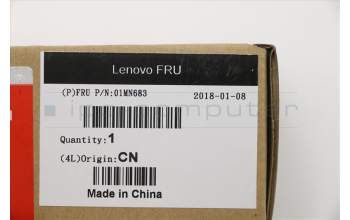 Lenovo FRU
(P)FRU P/N:01MN683 2018-01-08
Quantity:1
(4L)Origin:CN
Made in China